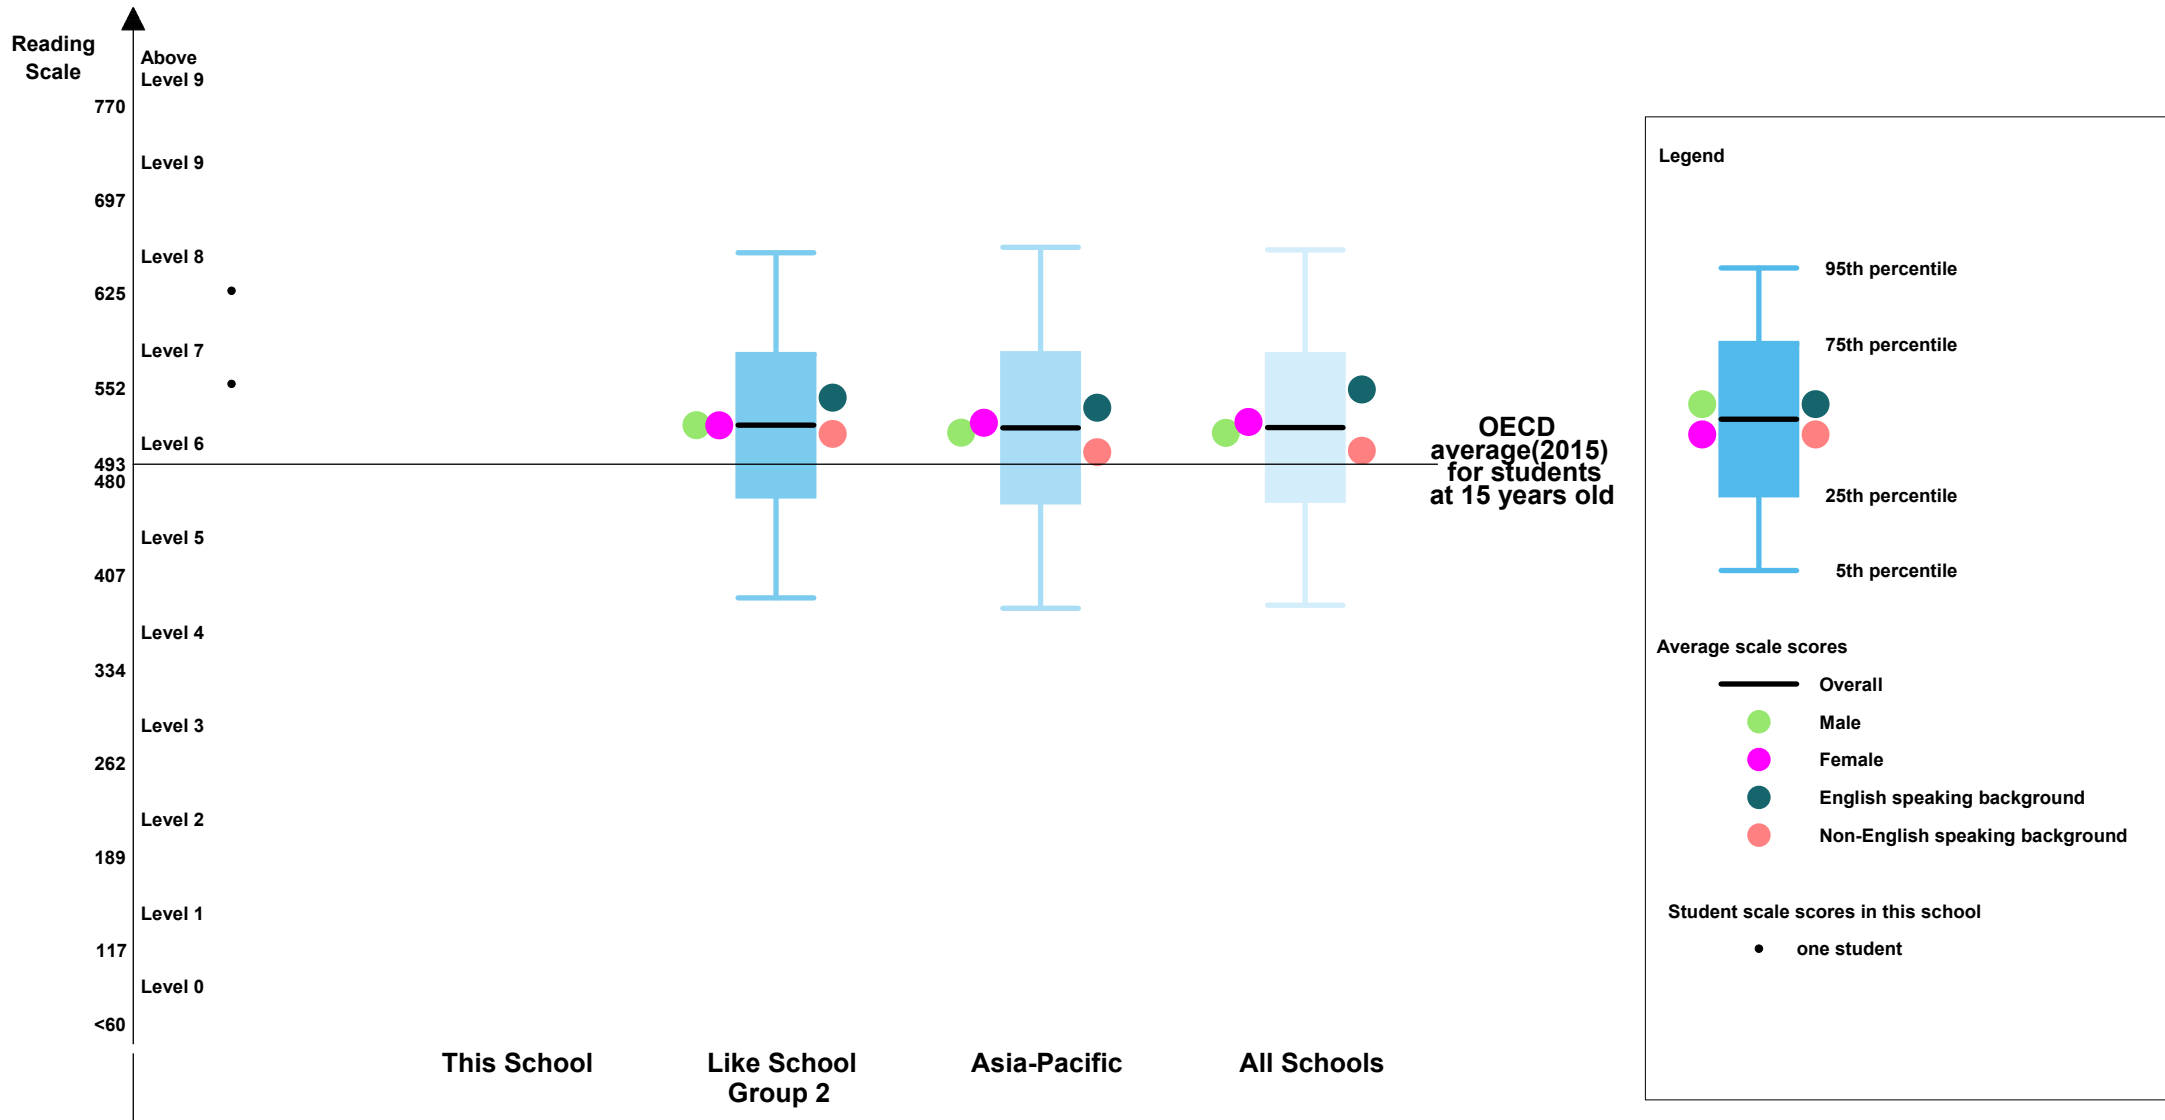 Reading
Scale
Above
Level 9
770
Level 9
697
Level 8
625
Level 7
552
Level 6
493
480
Level 5
407
Level 4
334
Level 3
262
Level 2
189
Level 1
117
Level 0
<60
This School
Like School
Group 2
Asia-Pacific
All Schools
OECD
average(2015)
for students
at 15 years old
Legend
95th percentile
75th percentile
25th percentile
5th percentile
Average scale scores
Overall
Male
Female
English speaking background
Non-English speaking background
Student scale scores in this school
one student